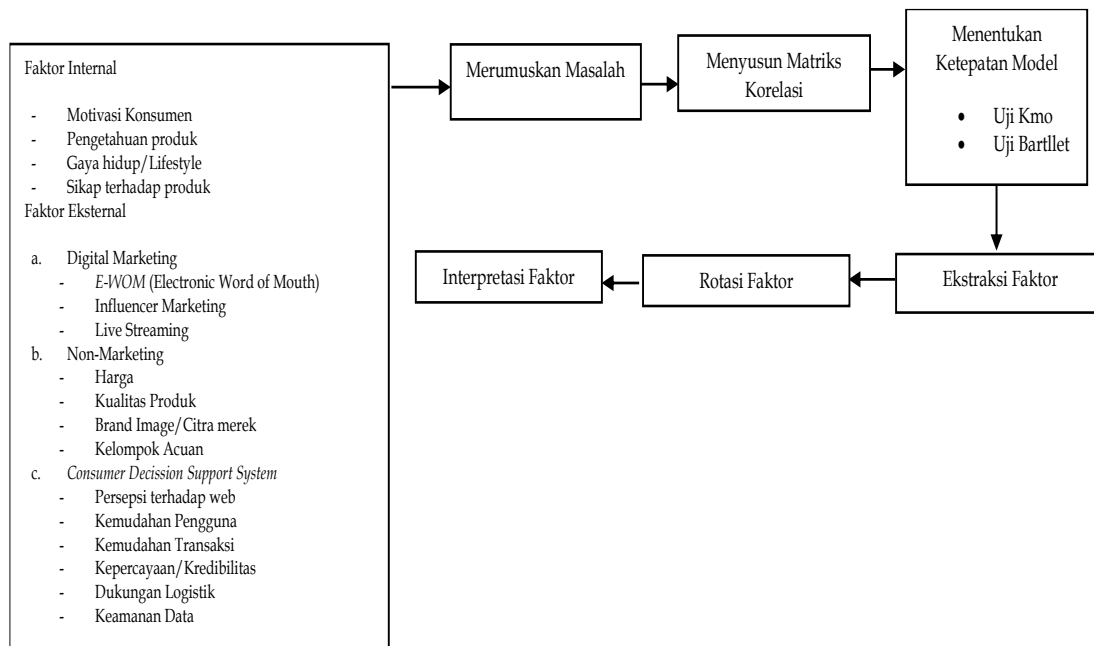 Faktor Internal
- Motivasi Konsumen
- Pengetahuan produk
- Gaya hidup/Lifestyle
- Sikap terhadap produk
Faktor Eksternal
a. Digital Marketing
- E-WOM (Electronic Word of Mouth)
- Influencer Marketing
- Live Streaming
b. Non-Marketing
- Harga
- Kualitas Produk
- Brand Image/Citra merek
- Kelompok Acuan
c. Consumer Decission Support System
- Persepsi terhadap web
- Kemudahan Pengguna
- Kemudahan Transaksi
- Kepercayaan/Kredibilitas
- Dukungan Logistik
- Keamanan Data
Merumuskan Masalah
Menyusun Matriks
Korelasi
Menentukan
Ketepatan Model
• Uji Kmo
• Uji Bartllet
Ekstraksi Faktor
Rotasi Faktor
Interpretasi Faktor